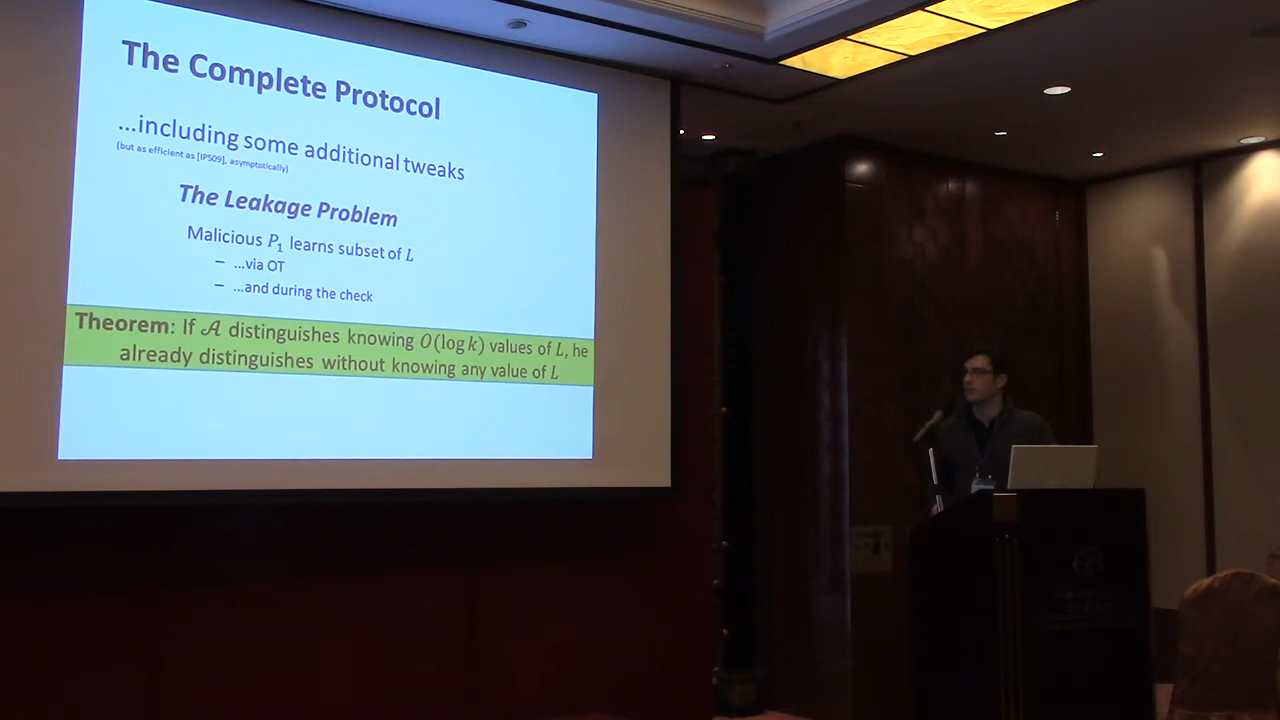 The Complete Protocol
...including some additional tweaks
(but as efficient as [IPS09], asymptotically)
The Leakage Problem
Malicious P₁ learns subset of L
– ...via OT
– ...and during the check
Theorem: If 𝒜 distinguishes knowing O(log k) values of L, he
already distinguishes without knowing any value of L